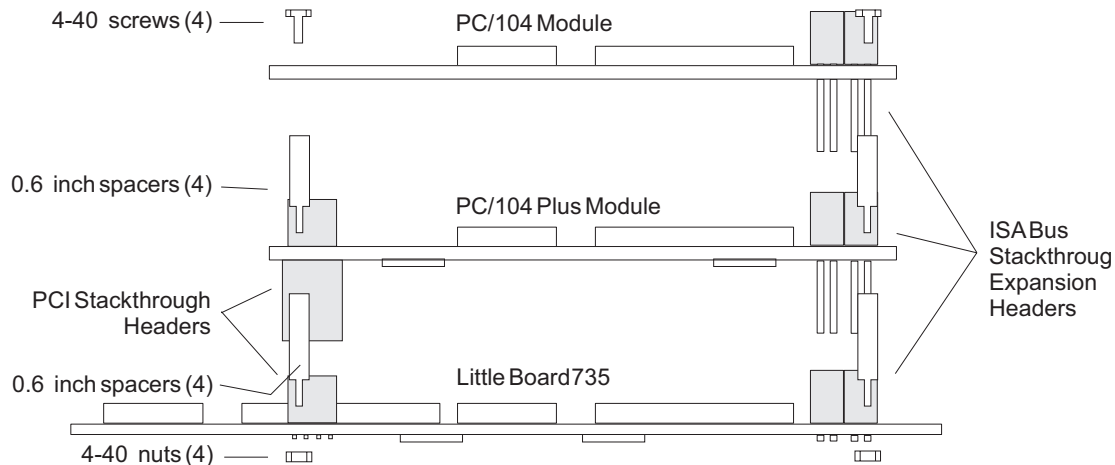 4-40 screws (4)
PC/104 Module
0.6 inch spacers (4)
PC/104 Plus Module
ISA Bus
Stackthroug
Expansion
Headers
PCI Stackthrough
Headers
0.6 inch spacers (4)
Little Board 735
4-40 nuts (4)